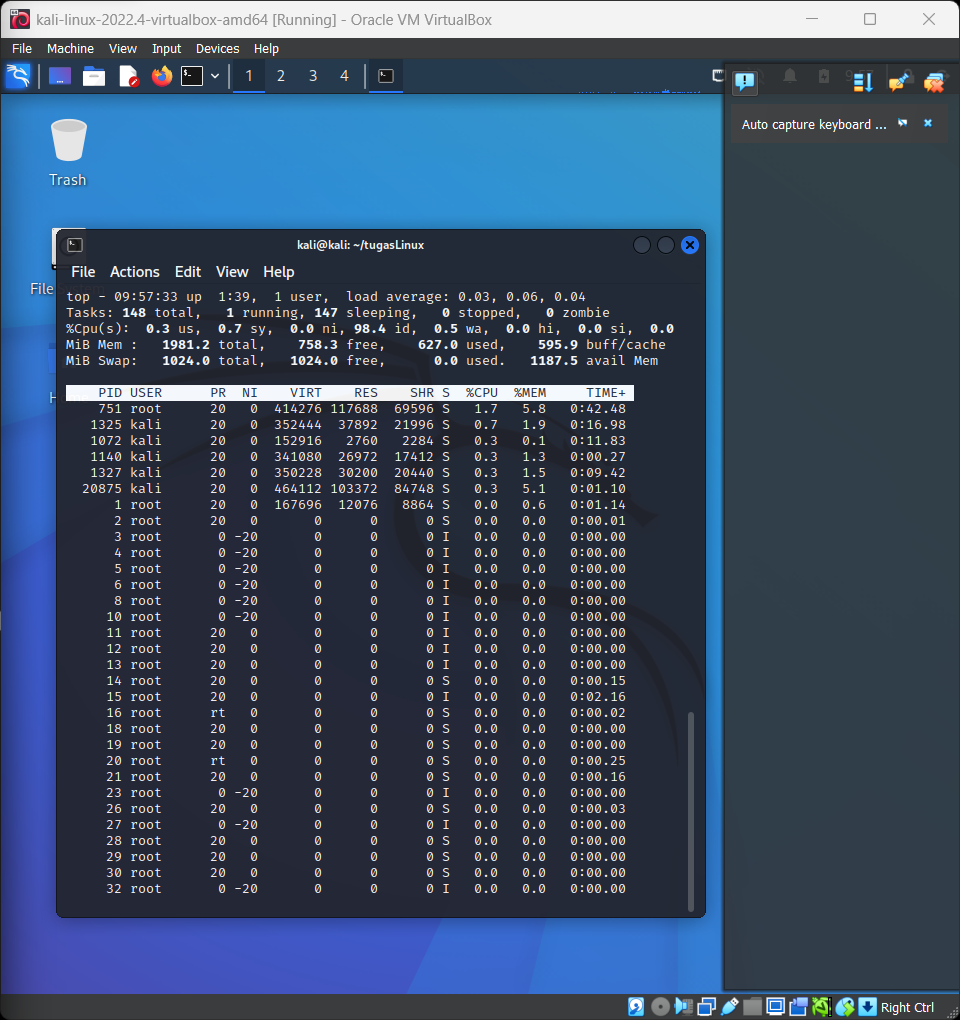 kali-linux-2022.4-virtualbox-amd64 [Running] - Oracle VM VirtualBox
File Machine View Input Devices Help
1 2 3 4
Auto capture keyboard ...
Trash
File
kali@kali: ~/tugasLinux
File Actions Edit View Help
top - 09:57:33 up  1:39,  1 user,  load average: 0.03, 0.06, 0.04
Tasks: 148 total,   1 running, 147 sleeping,   0 stopped,   0 zombie
%Cpu(s):  0.3 us,  0.7 sy,  0.0 ni, 98.4 id,  0.5 wa,  0.0 hi,  0.0 si,  0.0
MiB Mem :   1981.2 total,    758.3 free,    627.0 used,    595.9 buff/cache
MiB Swap:   1024.0 total,   1024.0 free,      0.0 used.   1187.5 avail Mem
PID USER      PR  NI    VIRT    RES    SHR S  %CPU  %MEM     TIME+
751 root      20   0  414276 117688  69596 S   1.7   5.8   0:42.48
1325 kali      20   0  352444  37892  21996 S   0.7   1.9   0:16.98
1072 kali      20   0  152916   2760   2284 S   0.3   0.1   0:11.83
1140 kali      20   0  341080  26972  17412 S   0.3   1.3   0:00.27
1327 kali      20   0  350228  30200  20440 S   0.3   1.5   0:09.42
20875 kali      20   0  464112 103372  84748 S   0.3   5.1   0:01.10
1 root      20   0  167696  12076   8864 S   0.0   0.6   0:01.14
2 root      20   0       0      0      0 S   0.0   0.0   0:00.01
3 root       0 -20       0      0      0 I   0.0   0.0   0:00.00
4 root       0 -20       0      0      0 I   0.0   0.0   0:00.00
5 root       0 -20       0      0      0 I   0.0   0.0   0:00.00
6 root       0 -20       0      0      0 I   0.0   0.0   0:00.00
8 root       0 -20       0      0      0 I   0.0   0.0   0:00.00
10 root       0 -20       0      0      0 I   0.0   0.0   0:00.00
11 root      20   0       0      0      0 I   0.0   0.0   0:00.00
12 root      20   0       0      0      0 I   0.0   0.0   0:00.00
13 root      20   0       0      0      0 I   0.0   0.0   0:00.00
14 root      20   0       0      0      0 S   0.0   0.0   0:00.15
15 root      20   0       0      0      0 I   0.0   0.0   0:02.16
16 root      rt   0       0      0      0 S   0.0   0.0   0:00.02
18 root      20   0       0      0      0 S   0.0   0.0   0:00.00
19 root      20   0       0      0      0 S   0.0   0.0   0:00.00
20 root      rt   0       0      0      0 S   0.0   0.0   0:00.25
21 root      20   0       0      0      0 S   0.0   0.0   0:00.16
23 root       0 -20       0      0      0 I   0.0   0.0   0:00.00
26 root      20   0       0      0      0 S   0.0   0.0   0:00.03
27 root       0 -20       0      0      0 I   0.0   0.0   0:00.00
28 root      20   0       0      0      0 S   0.0   0.0   0:00.00
29 root      20   0       0      0      0 S   0.0   0.0   0:00.00
30 root      20   0       0      0      0 S   0.0   0.0   0:00.00
32 root       0 -20       0      0      0 I   0.0   0.0   0:00.00
Right Ctrl